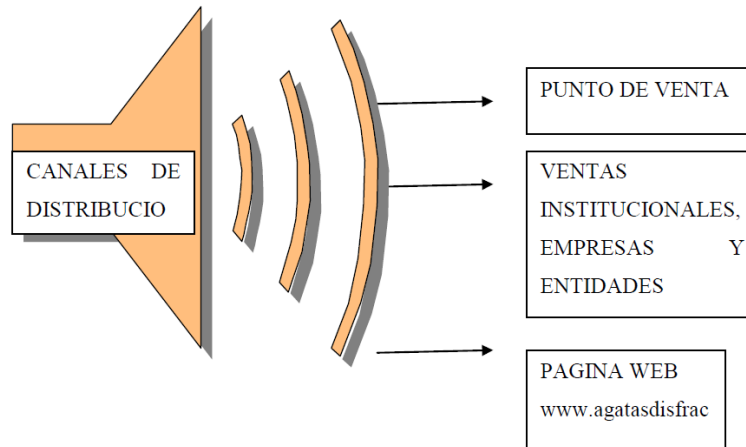 CANALES DE
DISTRIBUCIO
PUNTO DE VENTA
VENTAS
INSTITUCIONALES,
EMPRESAS Y
ENTIDADES
PAGINA WEB
www.agatasdisfrac